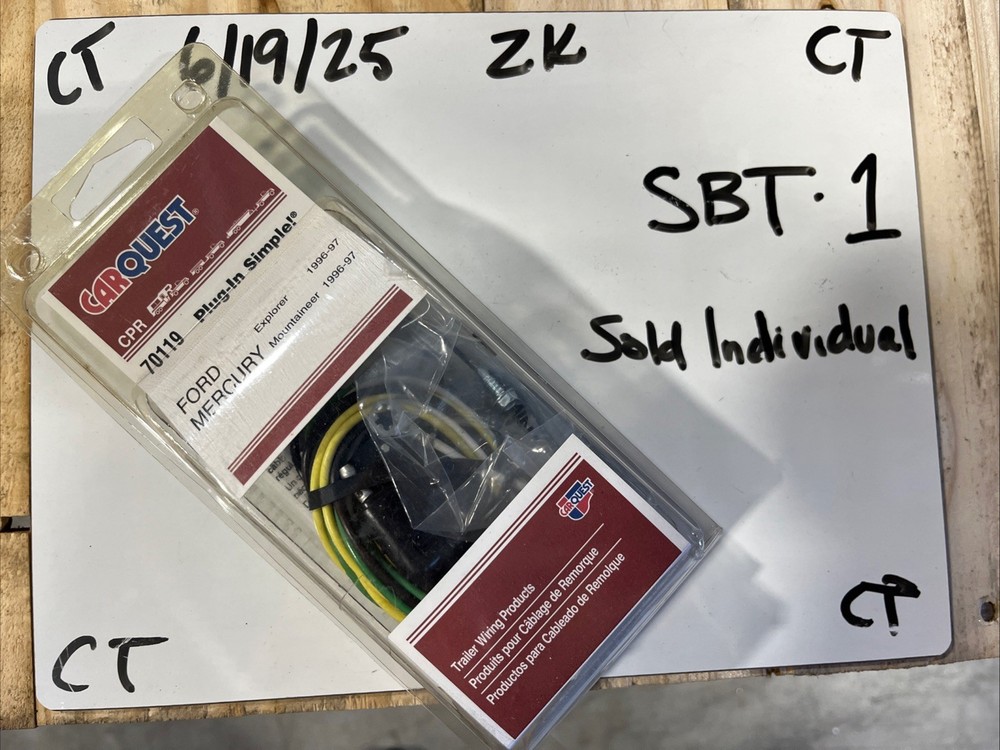 CT 6/19/25 ZK CT
SBT·1
Sold Individual
CT
CT
CARQUEST®
CPR
70119 Plug-In Simple!®
FORD Explorer 1996-97
MERCURY Mountaineer 1996-97
CARQUEST
Trailer Wiring Products
Produits pour Câblage de Remorque
Productos para Cableado de Remolque